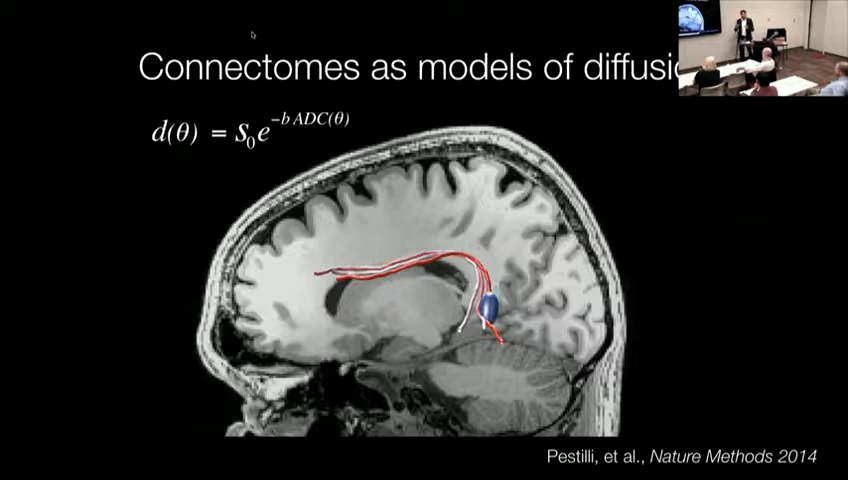 Connectomes as models of diffusi
d(θ) = S₀e^{-b ADC(θ)}
Pestilli, et al., Nature Methods 2014